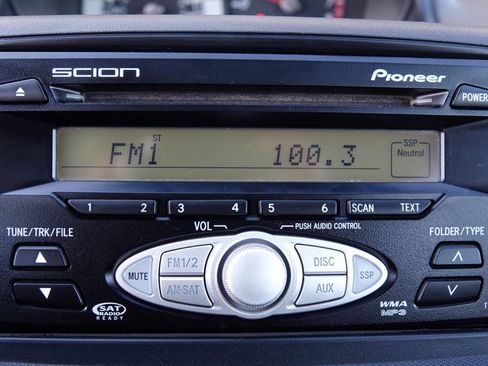 SCION Pioneer
POWER
ST
FM1 100.3
SSP
Neutral
1 2 3 4 5 6 SCAN TEXT
TUNE/TRK/FILE VOL PUSH AUDIO CONTROL FOLDER/TYPE
MUTE FM1/2 DISC SSP
AM·SAT AUX
SAT
RADIO
READY
WMA
MP3